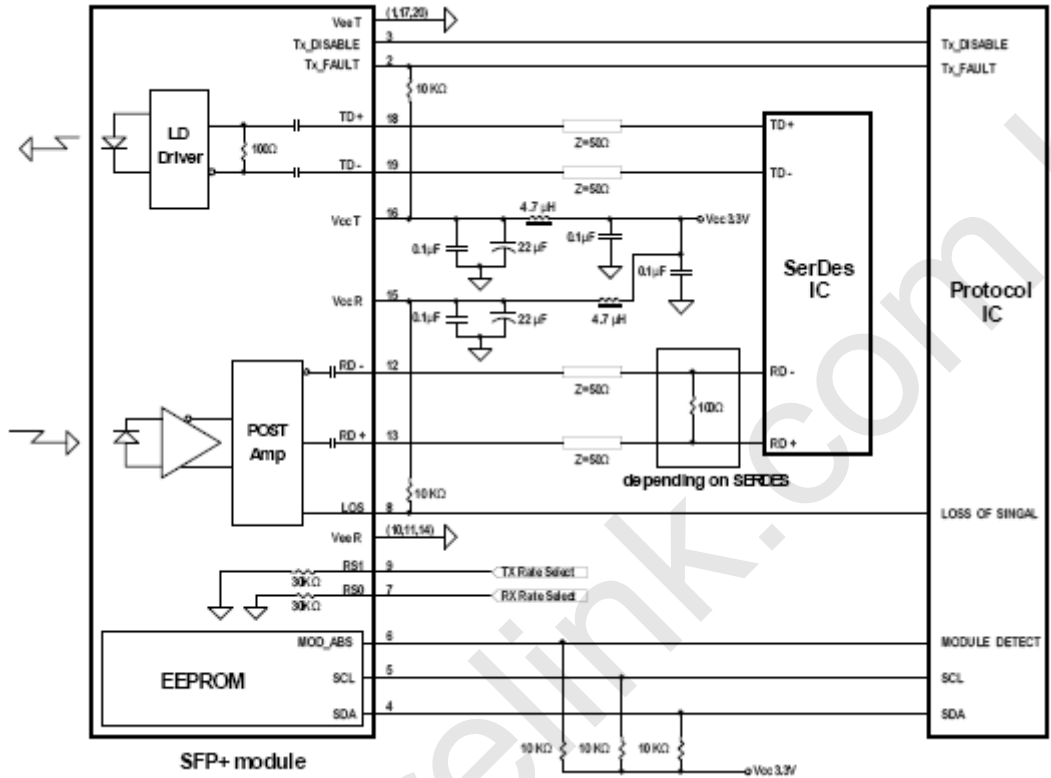 VeeT (1,17,20)
Tx_DISABLE 3 Tx_DISABLE
Tx_FAULT 2 Tx_FAULT
10 KΩ
LD Driver
100Ω
TD+ 18 Z=50Ω TD+
TD- 19 Z=50Ω TD-
VccT 16 4.7 µH Vcc3.3V
0.1µF 22 µF 0.1µF
0.1µF
SerDes IC
Protocol IC
VccR 15
0.1µF 22 µF 4.7 µH
RD - 12 Z=50Ω RD -
100Ω
POST Amp
RD + 13 Z=50Ω RD+
depending on SERDES
10 KΩ
LOS 8 LOSS OF SINGAL
VeeR (10,11,14)
RS1 9 TX Rate Select
30KΩ
RS0 7 RX Rate Select
30KΩ
MOD_ABS 6 MODULE DETECT
EEPROM
SCL 5 SCL
SDA 4 SDA
10 KΩ 10 KΩ 10 KΩ
Vcc3.3V
SFP+ module
elink.com